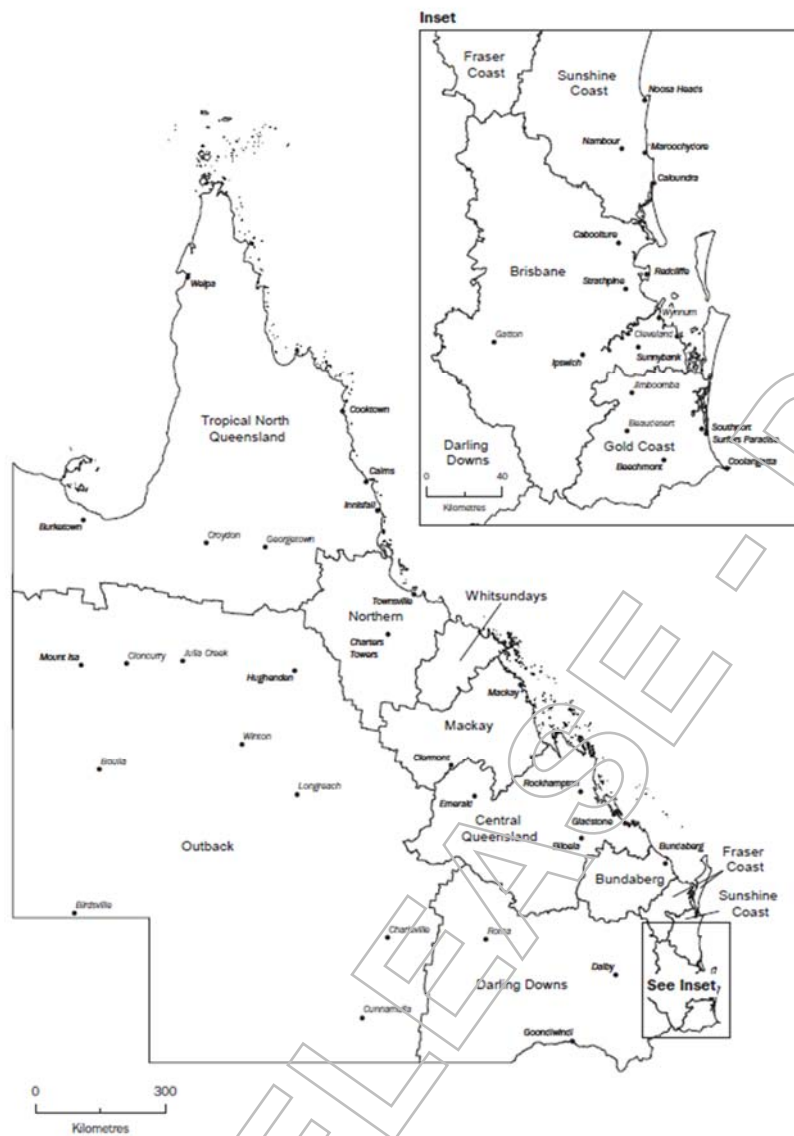 Inset
Fraser
Coast
Sunshine
Coast
Noosa Heads
Nambour
Maroochydore
Caloundra
Caboolture
Brisbane
Redcliffe
Strathpine
Wynnum
Gatton
Cleveland
Ipswich
Sunnybank
Jimboomba
Beaudesert
Southport
Surfers Paradise
Gold Coast
Darling
Downs
Beechmont
Coolangatta
0 40
Kilometres
Weipa
Cooktown
Tropical North
Queensland
Cairns
Innisfail
Burketown
Croydon
Georgetown
Townsville
Whitsundays
Northern
Charters
Towers
Mount Isa
Cloncurry
Julia Creek
Hughenden
Mackay
Mackay
Winton
Clermont
Boulia
Longreach
Rockhampton
Emerald
Central
Queensland
Gladstone
Biloela
Outback
Bundaberg
Fraser
Coast
Bundaberg
Sunshine
Coast
Birdsville
Charleville
Roma
Dalby
Darling Downs
See Inset
Cunnamulla
Goondiwindi
0 300
Kilometres
ELEASE -